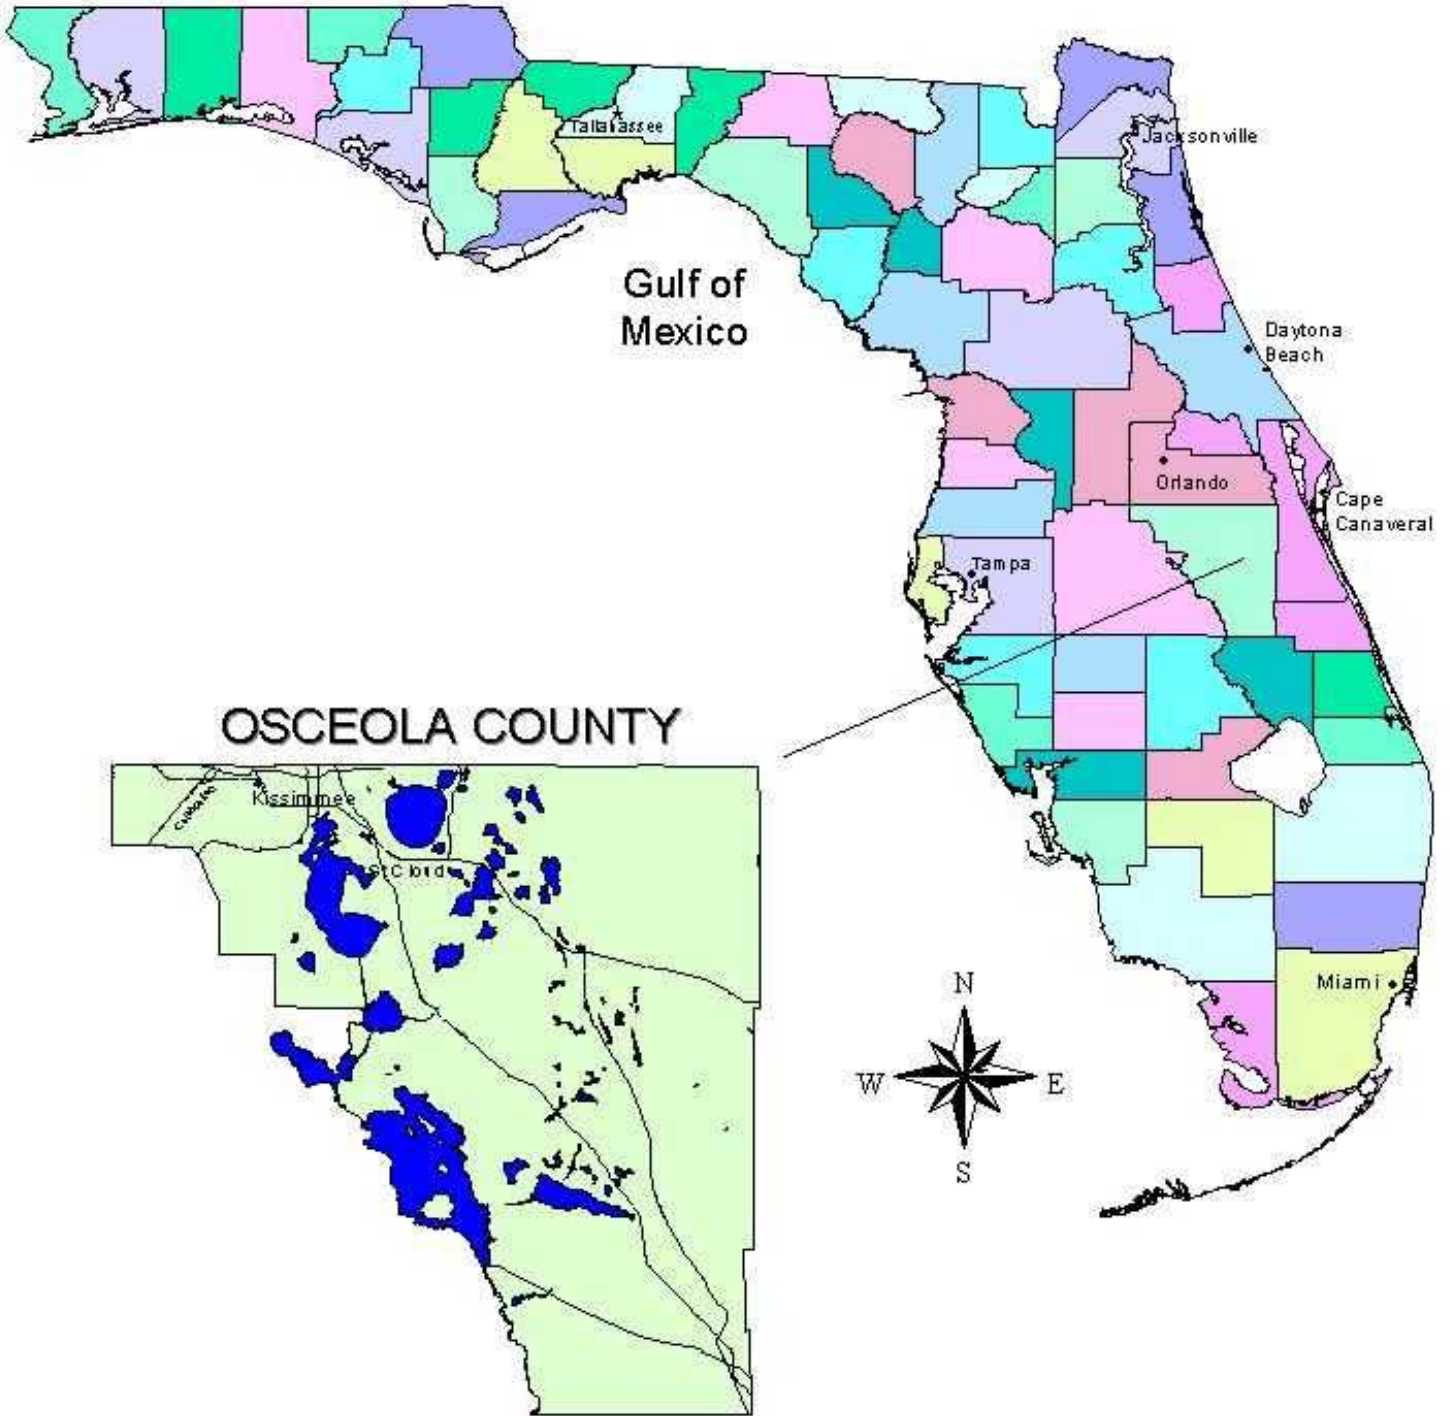 Tallahassee
Jacksonville
Gulf of
Mexico
Daytona
Beach
Orlando
Cape
Canaveral
Tampa
OSCEOLA COUNTY
Kissimmee
St Cloud
Miami
N
W
E
S